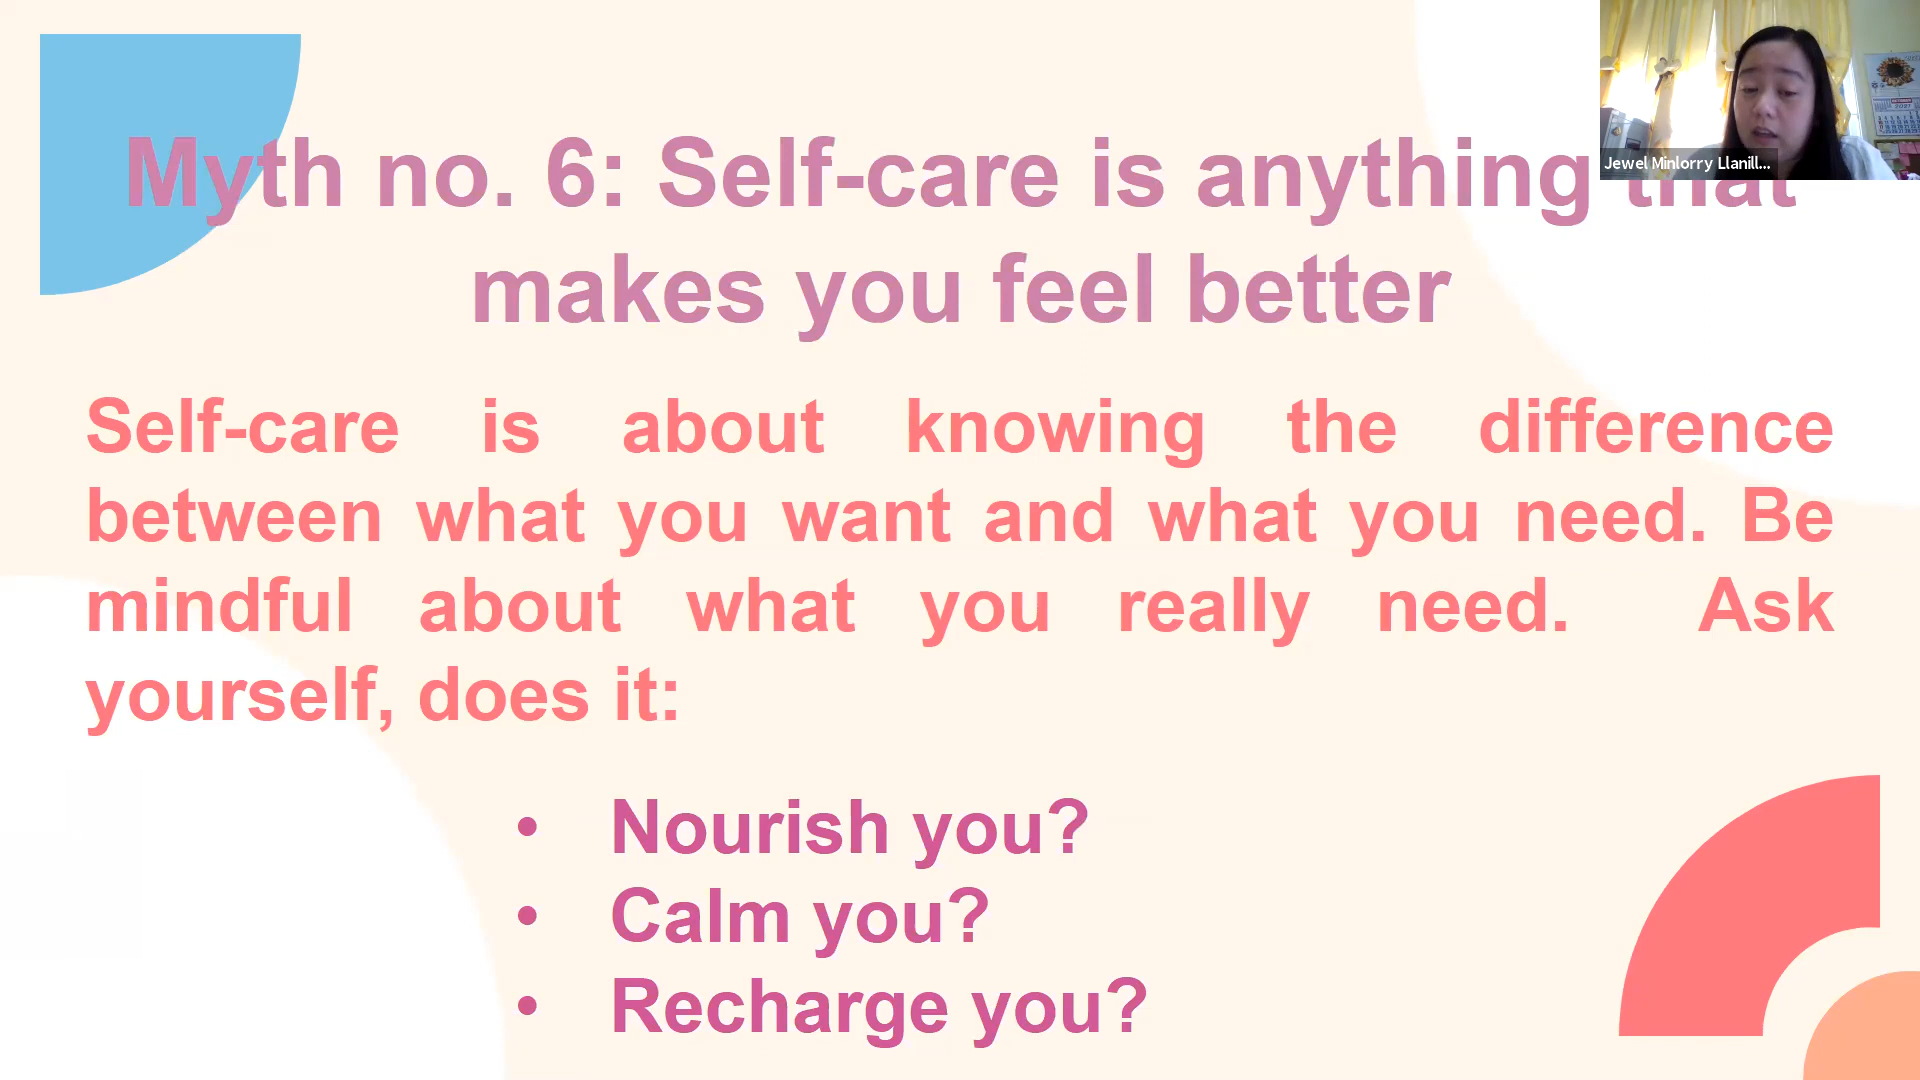 Myth no. 6: Self-care is anything that
makes you feel better
Jewel Minlorry Llanill...
Self-care is about knowing the difference
between what you want and what you need. Be
mindful about what you really need. Ask
yourself, does it:
• Nourish you?
• Calm you?
• Recharge you?